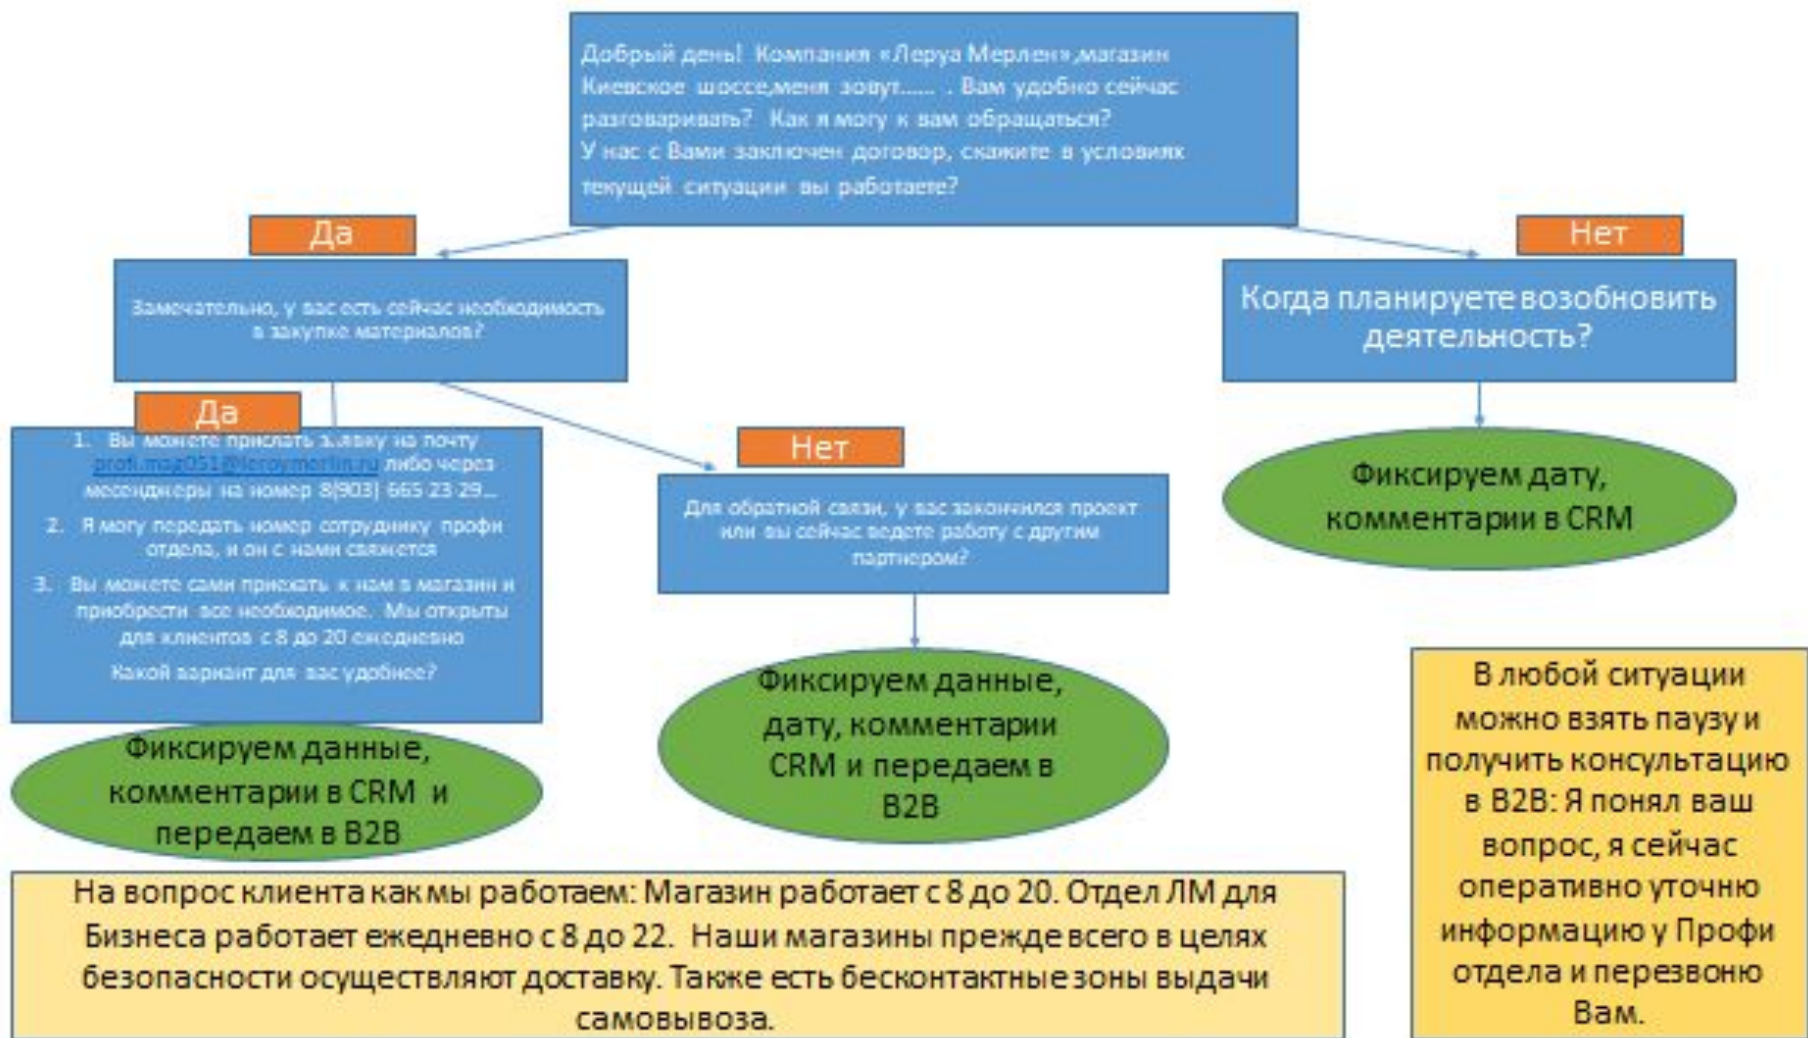 Добрый день! Компания «Леруа Мерлен»,магазин
Киевское шоссе,меня зовут...... . Вам удобно сейчас
разговаривать? Как я могу к вам обращаться?
У нас с Вами заключен договор, скажите в условиях
текущей ситуации вы работаете?
Да
Нет
Замечательно, у вас есть сейчас необходимость
в закупке материалов?
Когда планируете возобновить
деятельность?
Да
1. Вы можете прислать заявку на почту
profi.mag051@leroymerlin.ru либо через
месенджеры на номер 8(903) 665 23 29...
2. Я могу передать номер сотруднику профи
отдела, и он с нами свяжется
3. Вы можете сами приехать к нам в магазин и
приобрести все необходимое. Мы открыты
для клиентов с 8 до 20 ежедневно
Какой вариант для вас удобнее?
Нет
Для обратной связи, у вас закончился проект
или вы сейчас ведете работу с другим
партнером?
Фиксируем дату,
комментарии в CRM
Фиксируем данные,
комментарии в CRM и
передаем в B2B
Фиксируем данные,
дату, комментарии
CRM и передаем в
B2B
В любой ситуации
можно взять паузу и
получить консультацию
в B2B: Я понял ваш
вопрос, я сейчас
оперативно уточню
информацию у Профи
отдела и перезвоню
Вам.
На вопрос клиента как мы работаем: Магазин работает с 8 до 20. Отдел ЛМ для
Бизнеса работает ежедневно с 8 до 22. Наши магазины прежде всего в целях
безопасности осуществляют доставку. Также есть бесконтактные зоны выдачи
самовывоза.